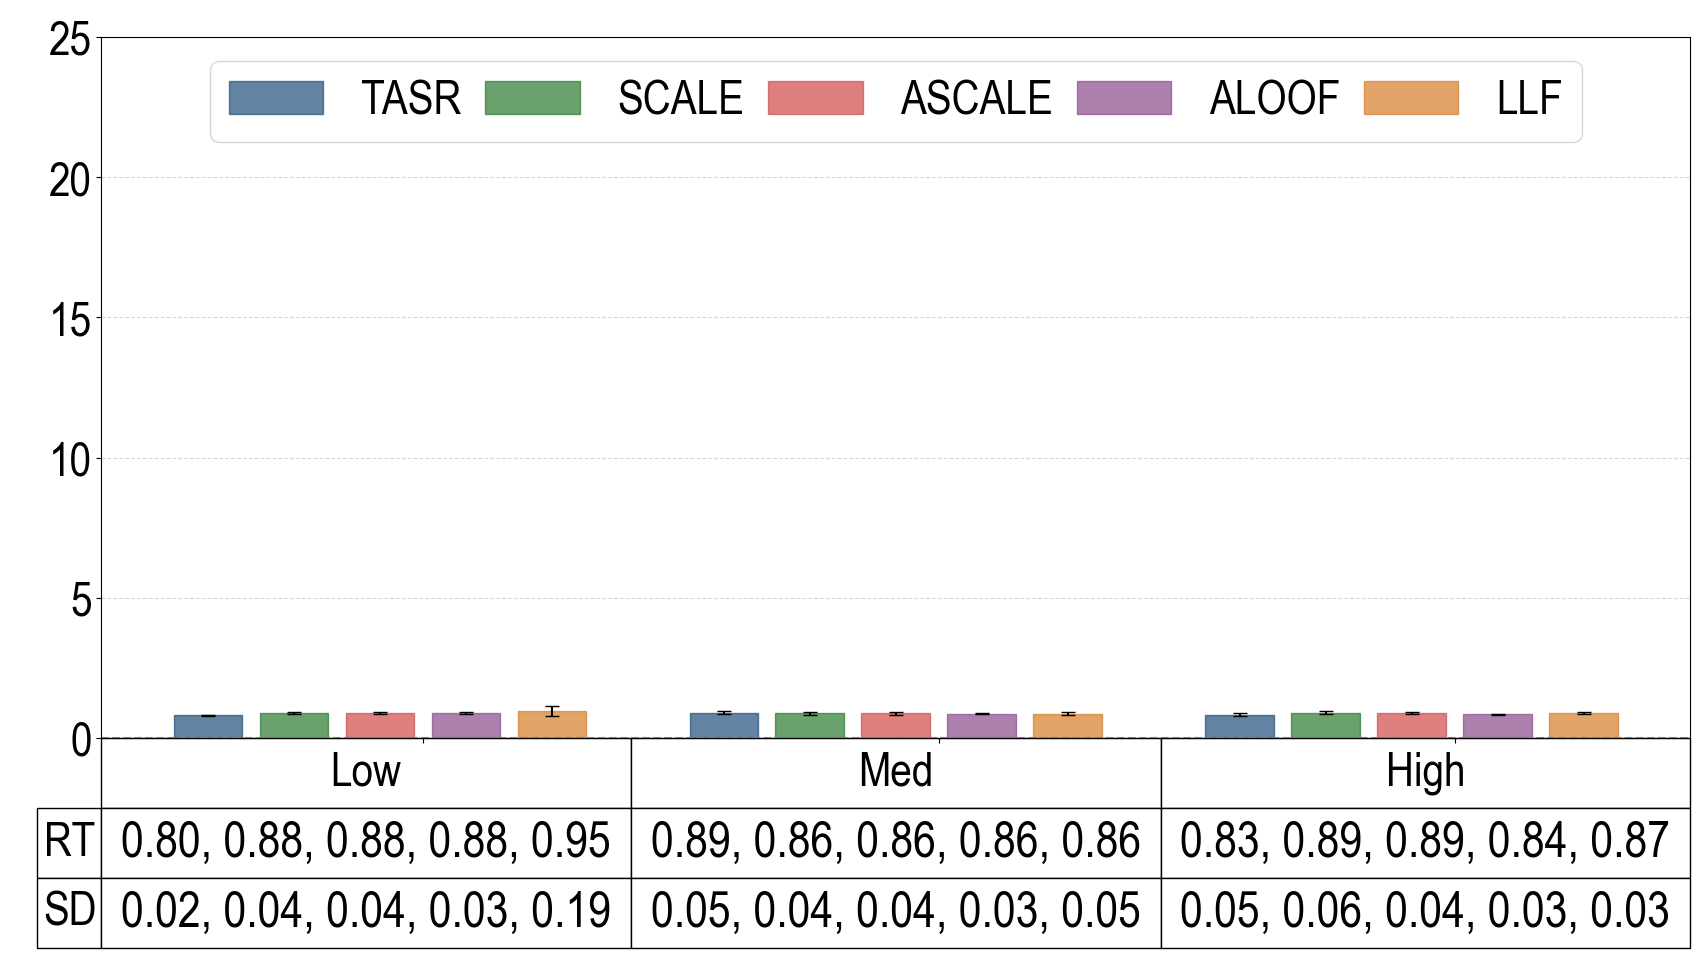 25
TASR SCALE ASCALE ALOOF LLF
20
15
10
5
0
Low Med High
RT 0.80, 0.88, 0.88, 0.88, 0.95 0.89, 0.86, 0.86, 0.86, 0.86 0.83, 0.89, 0.89, 0.84, 0.87
SD 0.02, 0.04, 0.04, 0.03, 0.19 0.05, 0.04, 0.04, 0.03, 0.05 0.05, 0.06, 0.04, 0.03, 0.03